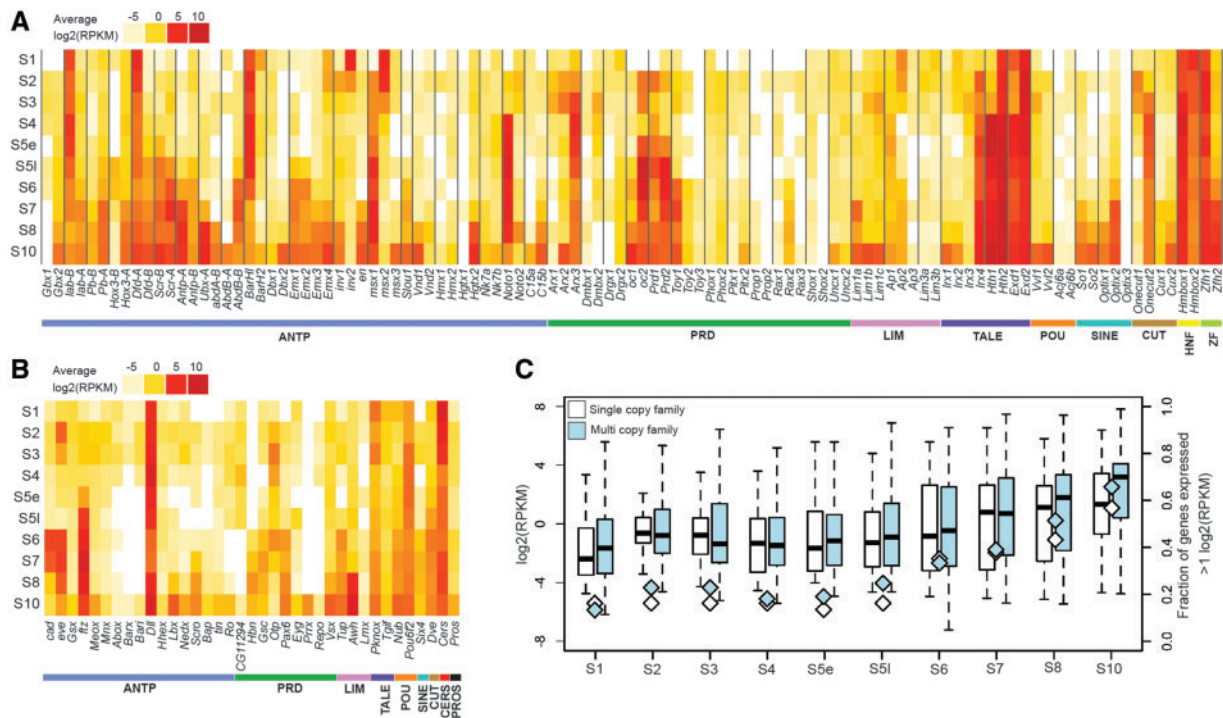 A
Average
log2(RPKM)
-5 0 5 10
S1
S2
S3
S4
S5e
S5l
S6
S7
S8
S10
Gbx1
Gbx2
lab-B
lab-A
Pb-B
Pb-A
Hox3-B
Hox3-A
Dfd-A
Dfd-B
Scr-B
Scr-A
Antp-A
Antp-B
Ubx-A
abdA-B
AbdB-A
AbdB-B
BarHI
BarH2
Dbx1
Dbx2
Emx1
Emx2
Emx3
Emx4
Inv1
inv2
en
msx1
msx2
msx3
Slou1
Vnd1
Vnd2
Hmx1
Hmx2
Hgtx1
Hgtx2
Nk7a
Nk7b
Noto1
Noto2
C15a
C15b
Arx1
Arx2
Arx3
Dmbx1
Dmbx2
Drgx1
Drgx2
oc1
oc2
Prd1
Prd2
Toy1
Toy2
Toy3
Phox1
Phox2
Pitx1
Pitx2
Prop1
Prop2
Rax1
Rax2
Rax3
Shox1
Shox2
Uncx1
Uncx2
Lim1a
Lim1b
Lim1c
Ap1
Ap2
Ap3
Lim3a
Lim3b
Irx1
Irx2
Irx3
Irx4
Hth1
Hth2
Exd1
Exd2
Vvl1
Vvl2
Acj6a
Acj6b
So1
So2
Optix1
Optix2
Optix3
Onecut1
Onecut2
Cux1
Cux2
Hmbox1
Hmbox2
Zfh1
Zfh2
ANTP PRD LIM TALE POU SINE CUT HNF ZF
B
Average
log2(RPKM)
-5 0 5 10
S1
S2
S3
S4
S5e
S5l
S6
S7
S8
S10
cad
eve
Gsx
ftz
Meox
Mnx
Abox
Barx
Bari
Dll
Hhex
Lbx
Nedx
Scro
Bap
tin
Ro
CG11294
Hbn
Gsc
Otp
Pax6
Eyg
Prrx
Repo
Vsx
Tup
Awh
Lmx
Pknox
Tgif
Nub
Pou6f2
Six4
Dve
Cers
Pros
ANTP PRD LIM TALE POU SINE CUT CERS PROS
C
Single copy family
Multi copy family
log2(RPKM)
8
4
0
-4
-8
1.0
0.8
0.6
0.4
0.2
0.0
Fraction of genes expressed
>1 log2(RPKM)
S1 S2 S3 S4 S5e S5l S6 S7 S8 S10